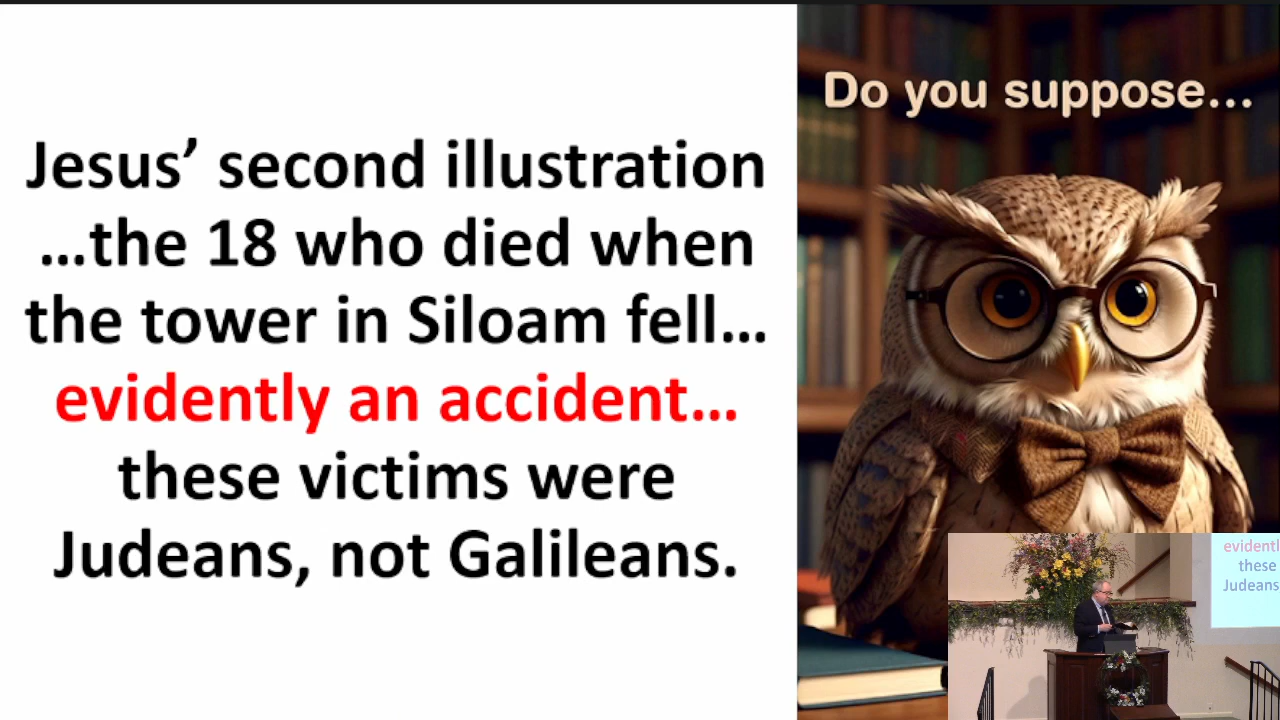 Jesus’ second illustration
…the 18 who died when
the tower in Siloam fell…
evidently an accident…
these victims were
Judeans, not Galileans.
Do you suppose…
evidentl
these
Judeans